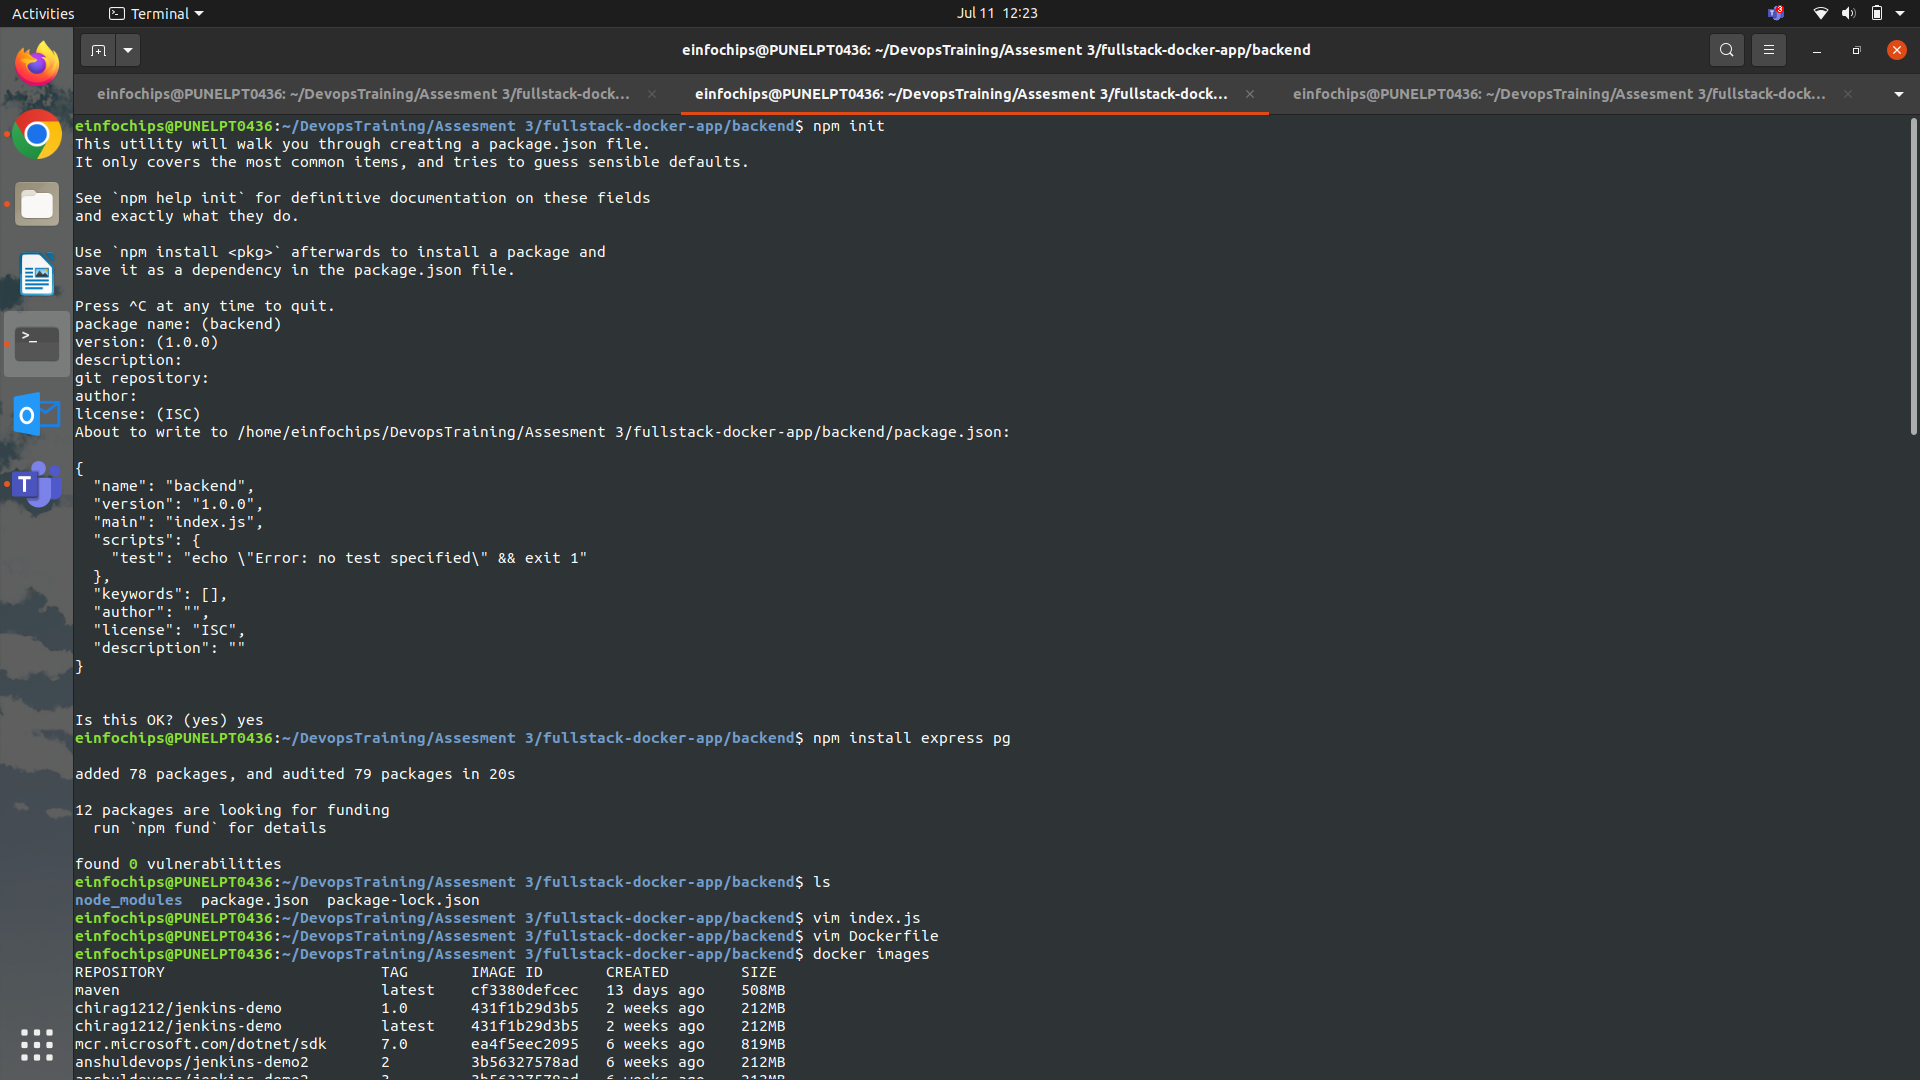 Activities
Terminal
Jul 11 12:23
3
einfochips@PUNELPT0436: ~/DevopsTraining/Assesment 3/fullstack-docker-app/backend
einfochips@PUNELPT0436: ~/DevopsTraining/Assesment 3/fullstack-dock...
einfochips@PUNELPT0436: ~/DevopsTraining/Assesment 3/fullstack-dock...
einfochips@PUNELPT0436: ~/DevopsTraining/Assesment 3/fullstack-dock...
einfochips@PUNELPT0436:~/DevopsTraining/Assesment 3/fullstack-docker-app/backend$ npm init
This utility will walk you through creating a package.json file.
It only covers the most common items, and tries to guess sensible defaults.
See `npm help init` for definitive documentation on these fields
and exactly what they do.
Use `npm install <pkg>` afterwards to install a package and
save it as a dependency in the package.json file.
Press ^C at any time to quit.
package name: (backend)
version: (1.0.0)
description:
git repository:
author:
license: (ISC)
About to write to /home/einfochips/DevopsTraining/Assesment 3/fullstack-docker-app/backend/package.json:
{
  "name": "backend",
  "version": "1.0.0",
  "main": "index.js",
  "scripts": {
    "test": "echo \"Error: no test specified\" && exit 1"
  },
  "keywords": [],
  "author": "",
  "license": "ISC",
  "description": ""
}
Is this OK? (yes) yes
einfochips@PUNELPT0436:~/DevopsTraining/Assesment 3/fullstack-docker-app/backend$ npm install express pg
added 78 packages, and audited 79 packages in 20s
12 packages are looking for funding
  run `npm fund` for details
found 0 vulnerabilities
einfochips@PUNELPT0436:~/DevopsTraining/Assesment 3/fullstack-docker-app/backend$ ls
node_modules  package.json  package-lock.json
einfochips@PUNELPT0436:~/DevopsTraining/Assesment 3/fullstack-docker-app/backend$ vim index.js
einfochips@PUNELPT0436:~/DevopsTraining/Assesment 3/fullstack-docker-app/backend$ vim Dockerfile
einfochips@PUNELPT0436:~/DevopsTraining/Assesment 3/fullstack-docker-app/backend$ docker images
REPOSITORY                        TAG       IMAGE ID       CREATED        SIZE
maven                             latest    cf3380defcec   13 days ago    508MB
chirag1212/jenkins-demo           1.0       431f1b29d3b5   2 weeks ago    212MB
chirag1212/jenkins-demo           latest    431f1b29d3b5   2 weeks ago    212MB
mcr.microsoft.com/dotnet/sdk      7.0       ea4f5eec2095   6 weeks ago    819MB
anshuldevops/jenkins-demo2        2         3b56327578ad   6 weeks ago    212MB
anshuldevops/jenkins-demo2        3         3b56327578ad   6 weeks ago    212MB